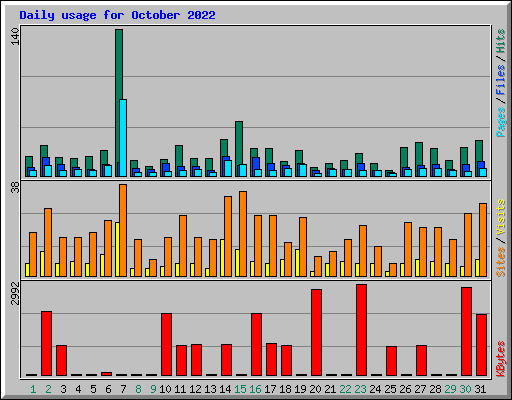 Daily usage for October 2022
140
Pages / Files / Hits
38
Sites / Visits
2992
KBytes
1 2 3 4 5 6 7 8 9 10 11 12 13 14 15 16 17 18 19 20 21 22 23 24 25 26 27 28 29 30 31